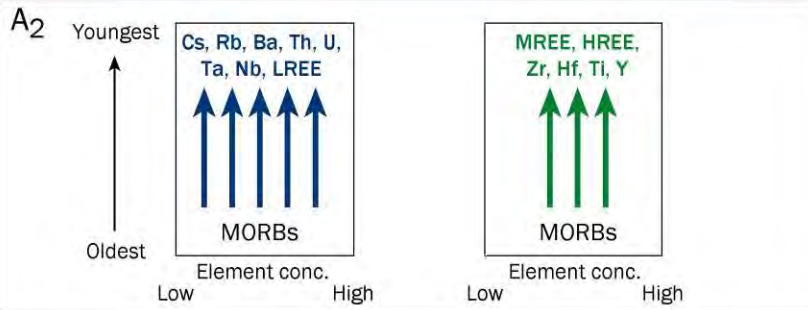 A2
Youngest
Oldest
Cs, Rb, Ba, Th, U,
Ta, Nb, LREE
MORBs
Element conc.
Low High
MREE, HREE,
Zr, Hf, Ti, Y
MORBs
Element conc.
Low High